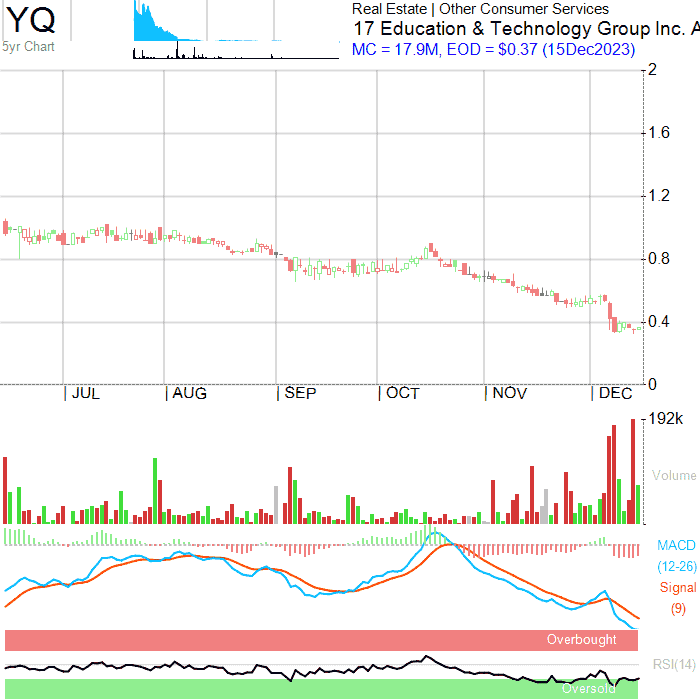 YQ
5yr Chart
Real Estate | Other Consumer Services
17 Education & Technology Group Inc. A
MC = 17.9M, EOD = $0.37 (15Dec2023)
2
1.6
1.2
0.8
0.4
0
JUL AUG SEP OCT NOV DEC
192k
Volume
MACD
(12-26)
Signal
(9)
Overbought
RSI(14)
Oversold